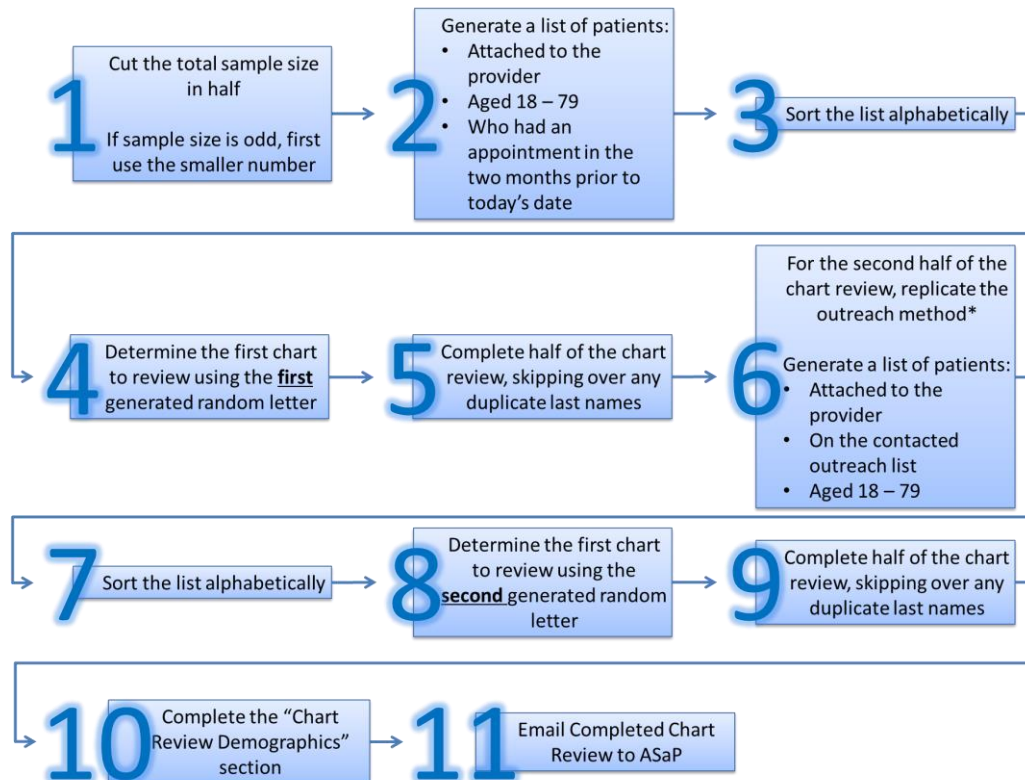 1
Cut the total sample size
in half
If sample size is odd, first
use the smaller number
2
Generate a list of patients:
• Attached to the
provider
• Aged 18 – 79
• Who had an
appointment in the
two months prior to
today's date
3
Sort the list alphabetically
4
Determine the first chart
to review using the first
generated random letter
5
Complete half of the chart
review, skipping over any
duplicate last names
6
For the second half of the
chart review, replicate the
outreach method*
Generate a list of patients:
• Attached to the
provider
• On the contacted
outreach list
• Aged 18 – 79
7
Sort the list alphabetically
8
Determine the first chart
to review using the
second generated random
letter
9
Complete half of the chart
review, skipping over any
duplicate last names
10
Complete the “Chart
Review Demographics”
section
11
Email Completed Chart
Review to ASaP